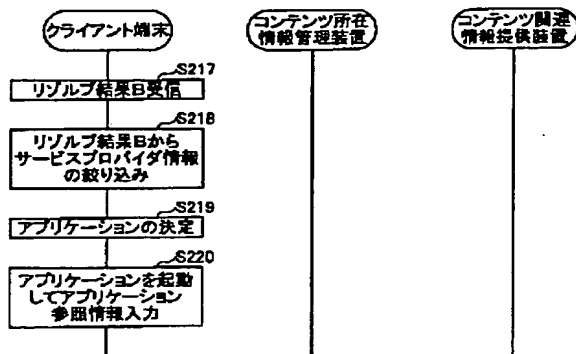 クライアント端末
コンテンツ所在
情報管理装置
コンテンツ関連
情報提供装置
S217
リゾルブ結果B受信
S218
リゾルブ結果Bから
サービスプロバイダ情報
の絞り込み
S219
アプリケーションの決定
S220
アプリケーションを起動
してアプリケーション
参照情報入力